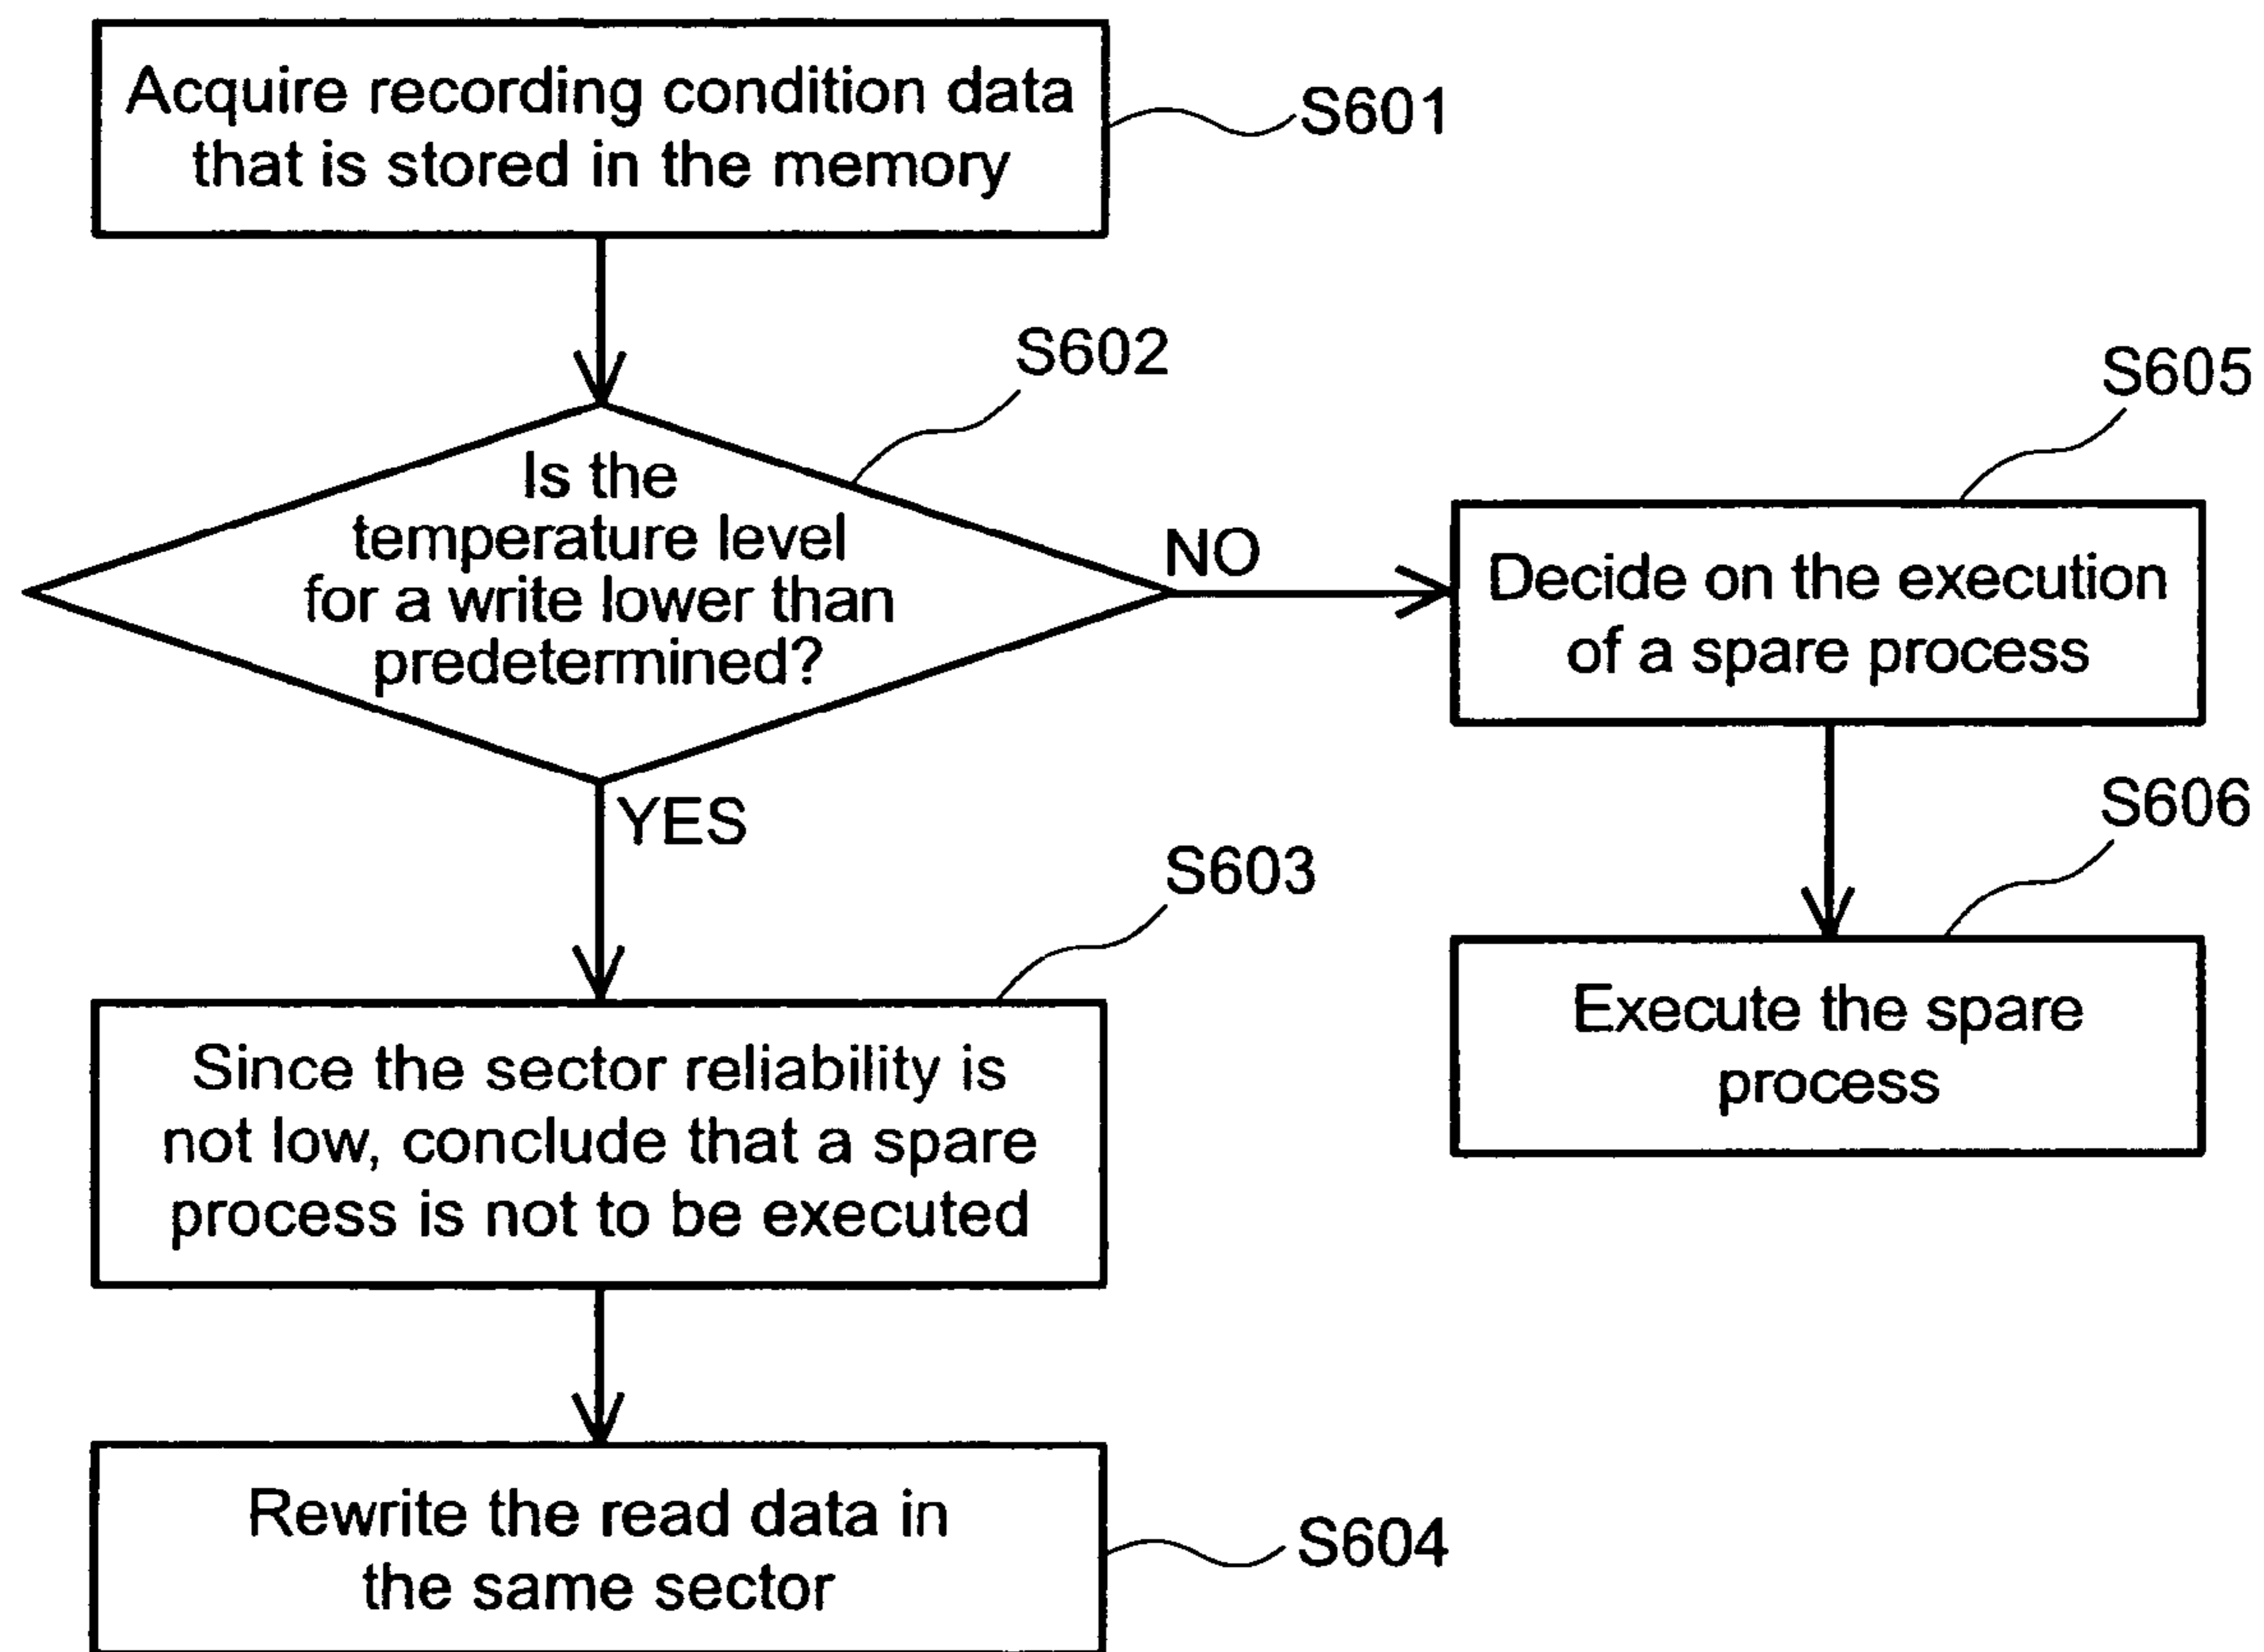 Acquire recording condition data
that is stored in the memory
S601
S602
Is the
temperature level
for a write lower than
predetermined?
NO
YES
S605
Decide on the execution
of a spare process
S606
Execute the spare
process
S603
Since the sector reliability is
not low, conclude that a spare
process is not to be executed
Rewrite the read data in
the same sector
S604